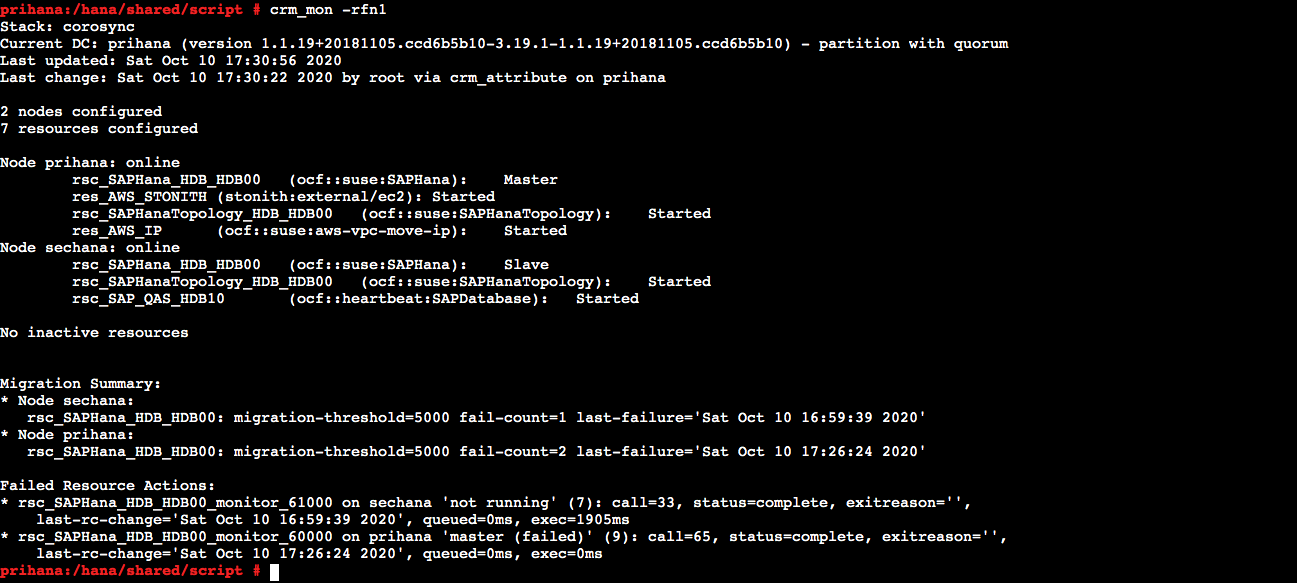 prihana:/hana/shared/script # crm_mon -rfn1
Stack: corosync
Current DC: prihana (version 1.1.19+20181105.ccd6b5b10-3.19.1-1.1.19+20181105.ccd6b5b10) - partition with quorum
Last updated: Sat Oct 10 17:30:56 2020
Last change: Sat Oct 10 17:30:22 2020 by root via crm_attribute on prihana

2 nodes configured
7 resources configured

Node prihana: online
        rsc_SAPHana_HDB_HDB00   (ocf::suse:SAPHana):    Master
        res_AWS_STONITH (stonith:external/ec2): Started
        rsc_SAPHanaTopology_HDB_HDB00   (ocf::suse:SAPHanaTopology):    Started
        res_AWS_IP      (ocf::suse:aws-vpc-move-ip):    Started
Node sechana: online
        rsc_SAPHana_HDB_HDB00   (ocf::suse:SAPHana):    Slave
        rsc_SAPHanaTopology_HDB_HDB00   (ocf::suse:SAPHanaTopology):    Started
        rsc_SAP_QAS_HDB10       (ocf::heartbeat:SAPDatabase):   Started

No inactive resources


Migration Summary:
* Node sechana:
   rsc_SAPHana_HDB_HDB00: migration-threshold=5000 fail-count=1 last-failure='Sat Oct 10 16:59:39 2020'
* Node prihana:
   rsc_SAPHana_HDB_HDB00: migration-threshold=5000 fail-count=2 last-failure='Sat Oct 10 17:26:24 2020'

Failed Resource Actions:
* rsc_SAPHana_HDB_HDB00_monitor_61000 on sechana 'not running' (7): call=33, status=complete, exitreason='',
    last-rc-change='Sat Oct 10 16:59:39 2020', queued=0ms, exec=1905ms
* rsc_SAPHana_HDB_HDB00_monitor_60000 on prihana 'master (failed)' (9): call=65, status=complete, exitreason='',
    last-rc-change='Sat Oct 10 17:26:24 2020', queued=0ms, exec=0ms
prihana:/hana/shared/script #